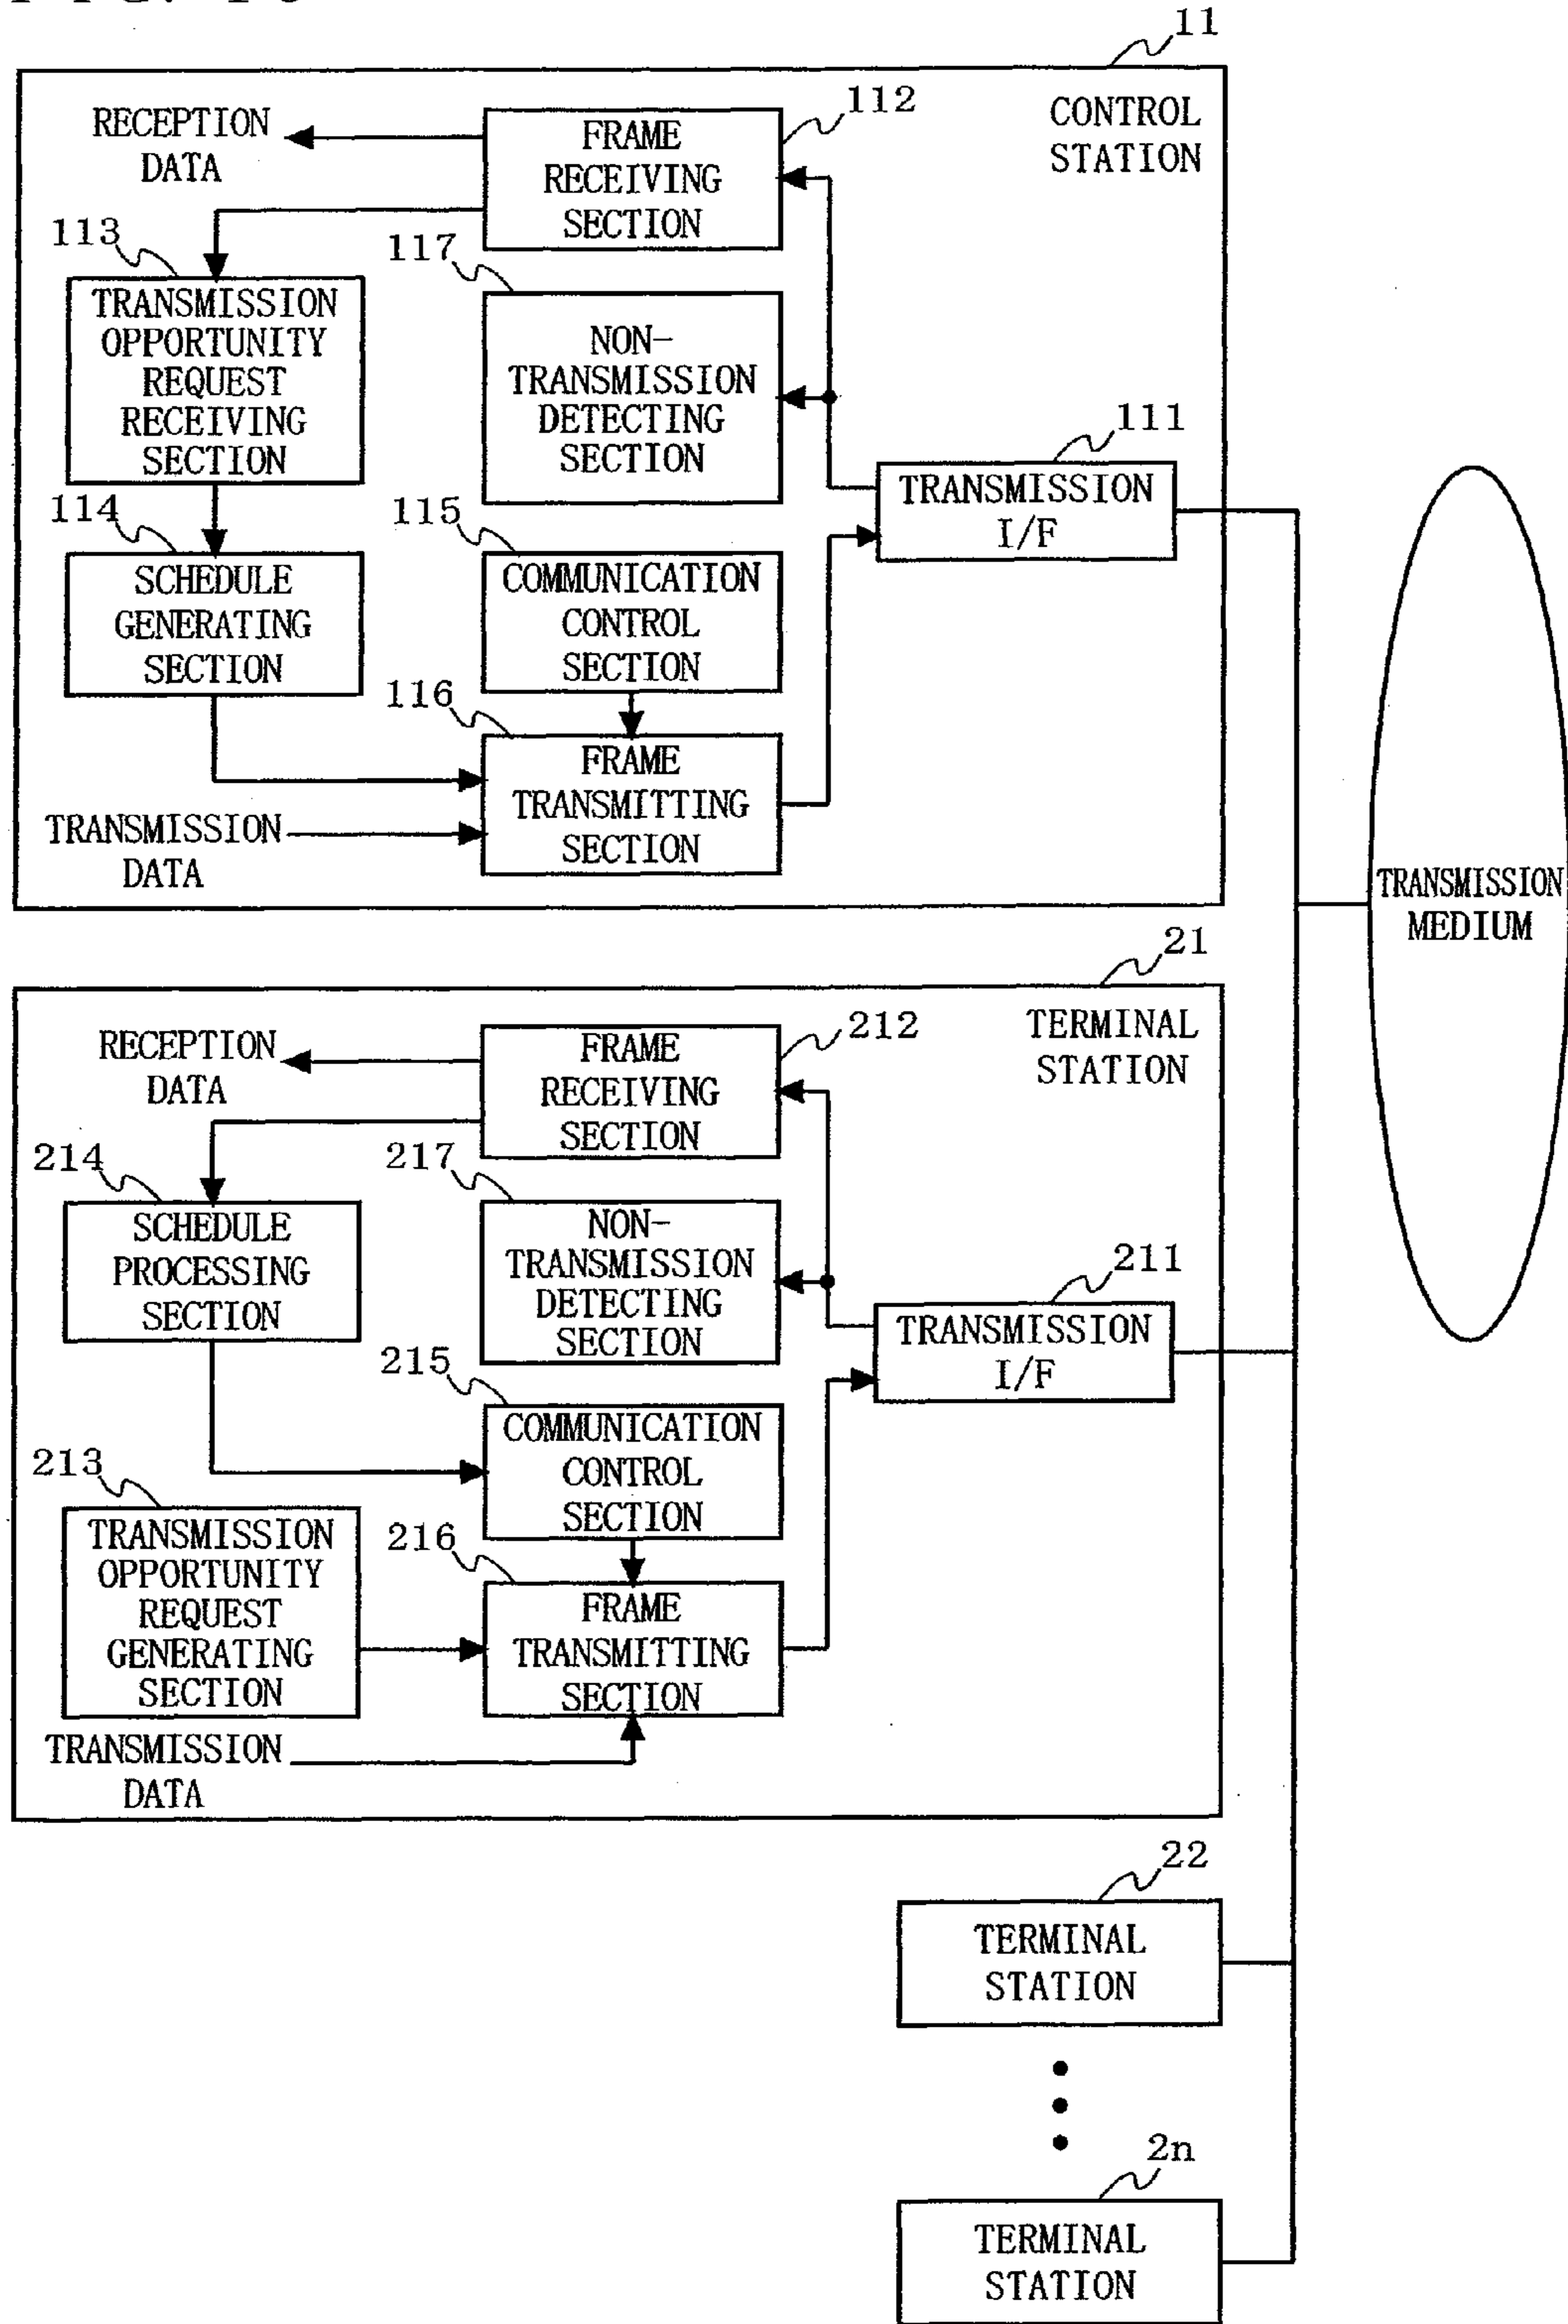 11
CONTROL
STATION
RECEPTION
DATA
112
FRAME
RECEIVING
SECTION
113
TRANSMISSION
OPPORTUNITY
REQUEST
RECEIVING
SECTION
117
NON-
TRANSMISSION
DETECTING
SECTION
111
TRANSMISSION
I/F
114
SCHEDULE
GENERATING
SECTION
115
COMMUNICATION
CONTROL
SECTION
116
FRAME
TRANSMITTING
SECTION
TRANSMISSION
DATA
TRANSMISSION
MEDIUM
21
TERMINAL
STATION
RECEPTION
DATA
212
FRAME
RECEIVING
SECTION
214
SCHEDULE
PROCESSING
SECTION
217
NON-
TRANSMISSION
DETECTING
SECTION
211
TRANSMISSION
I/F
215
COMMUNICATION
CONTROL
SECTION
213
TRANSMISSION
OPPORTUNITY
REQUEST
GENERATING
SECTION
216
FRAME
TRANSMITTING
SECTION
TRANSMISSION
DATA
22
TERMINAL
STATION
2n
TERMINAL
STATION